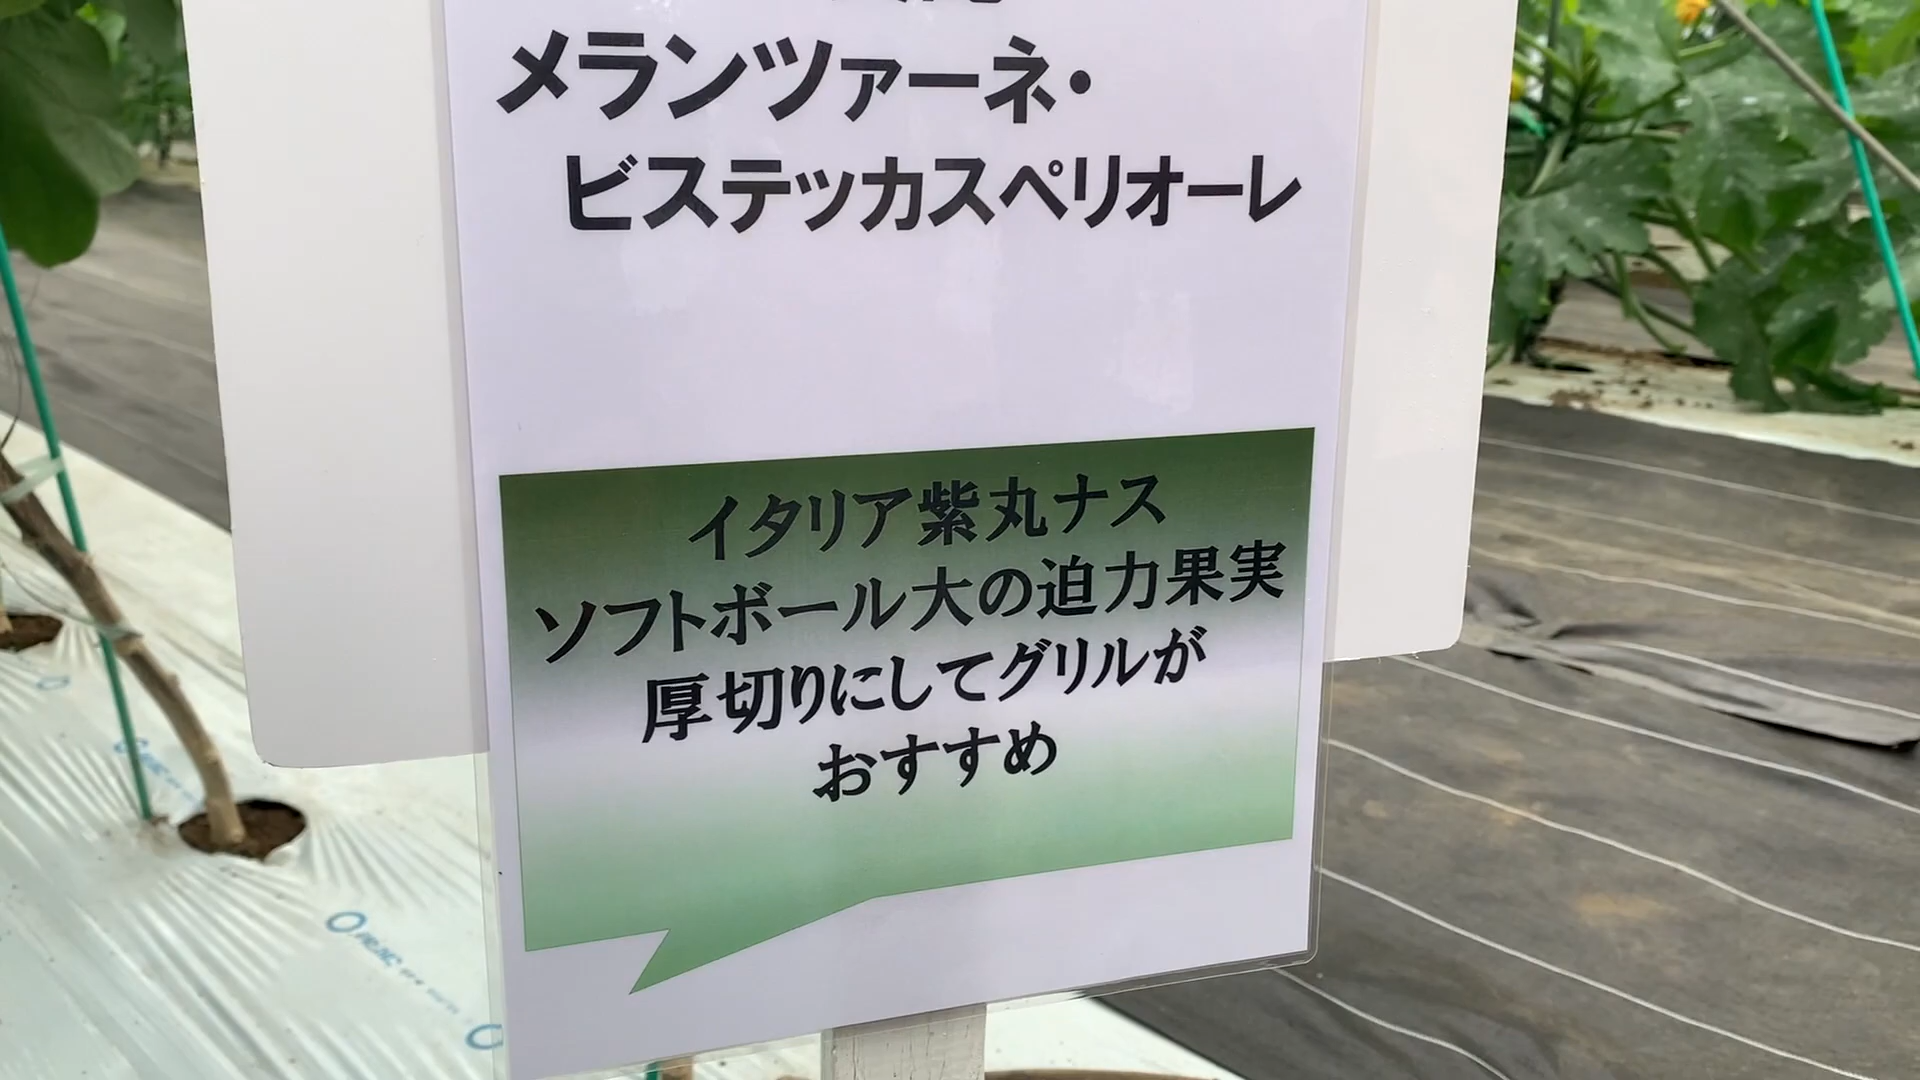 メランツァーネ・
ビステッカスペリオーレ
イタリア紫丸ナス
ソフトボール大の迫力果実
厚切りにしてグリルが
おすすめ